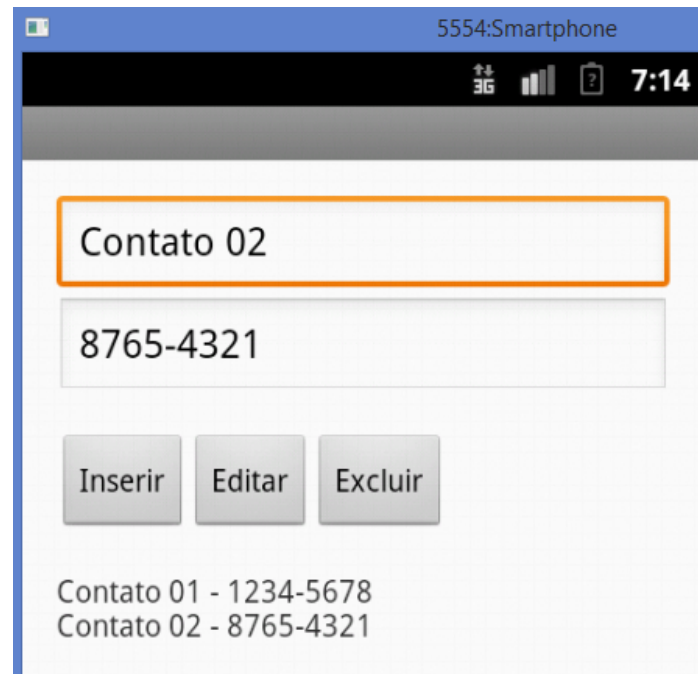 5554:Smartphone
3G ? 7:14
Contato 02
8765-4321
Inserir Editar Excluir
Contato 01 - 1234-5678
Contato 02 - 8765-4321